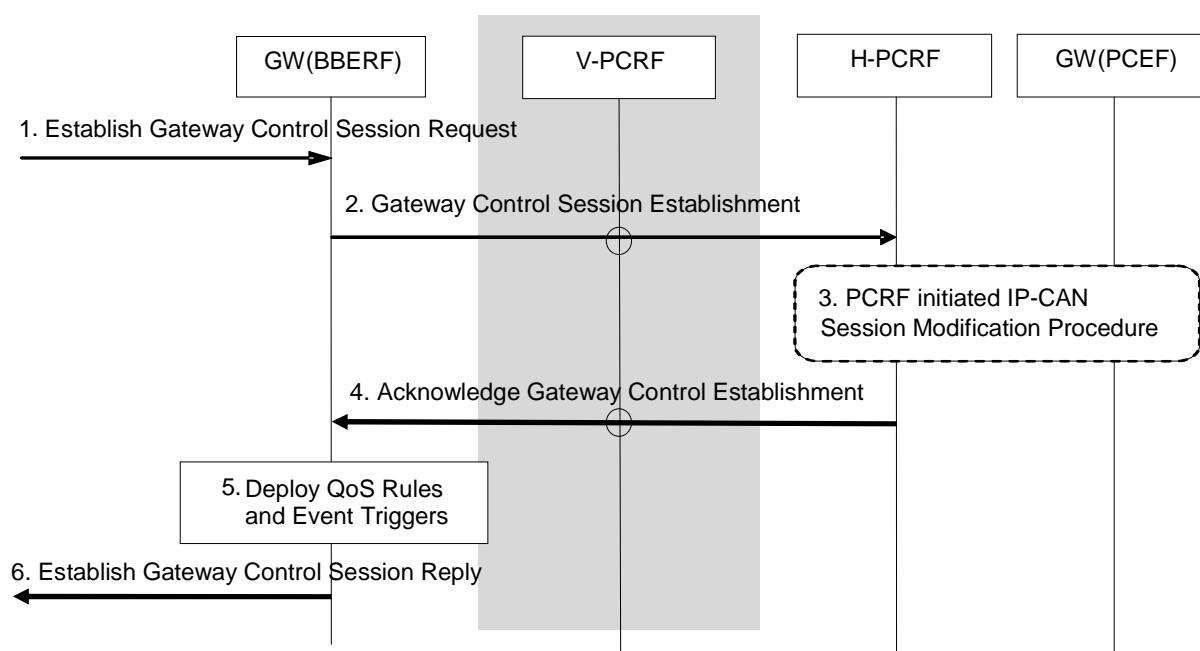 GW(BBERF)
V-PCRF
H-PCRF
GW(PCEF)
1. Establish Gateway Control Session Request
2. Gateway Control Session Establishment
3. PCRF initiated IP-CAN
Session Modification Procedure
4. Acknowledge Gateway Control Establishment
5. Deploy QoS Rules
and Event Triggers
6. Establish Gateway Control Session Reply